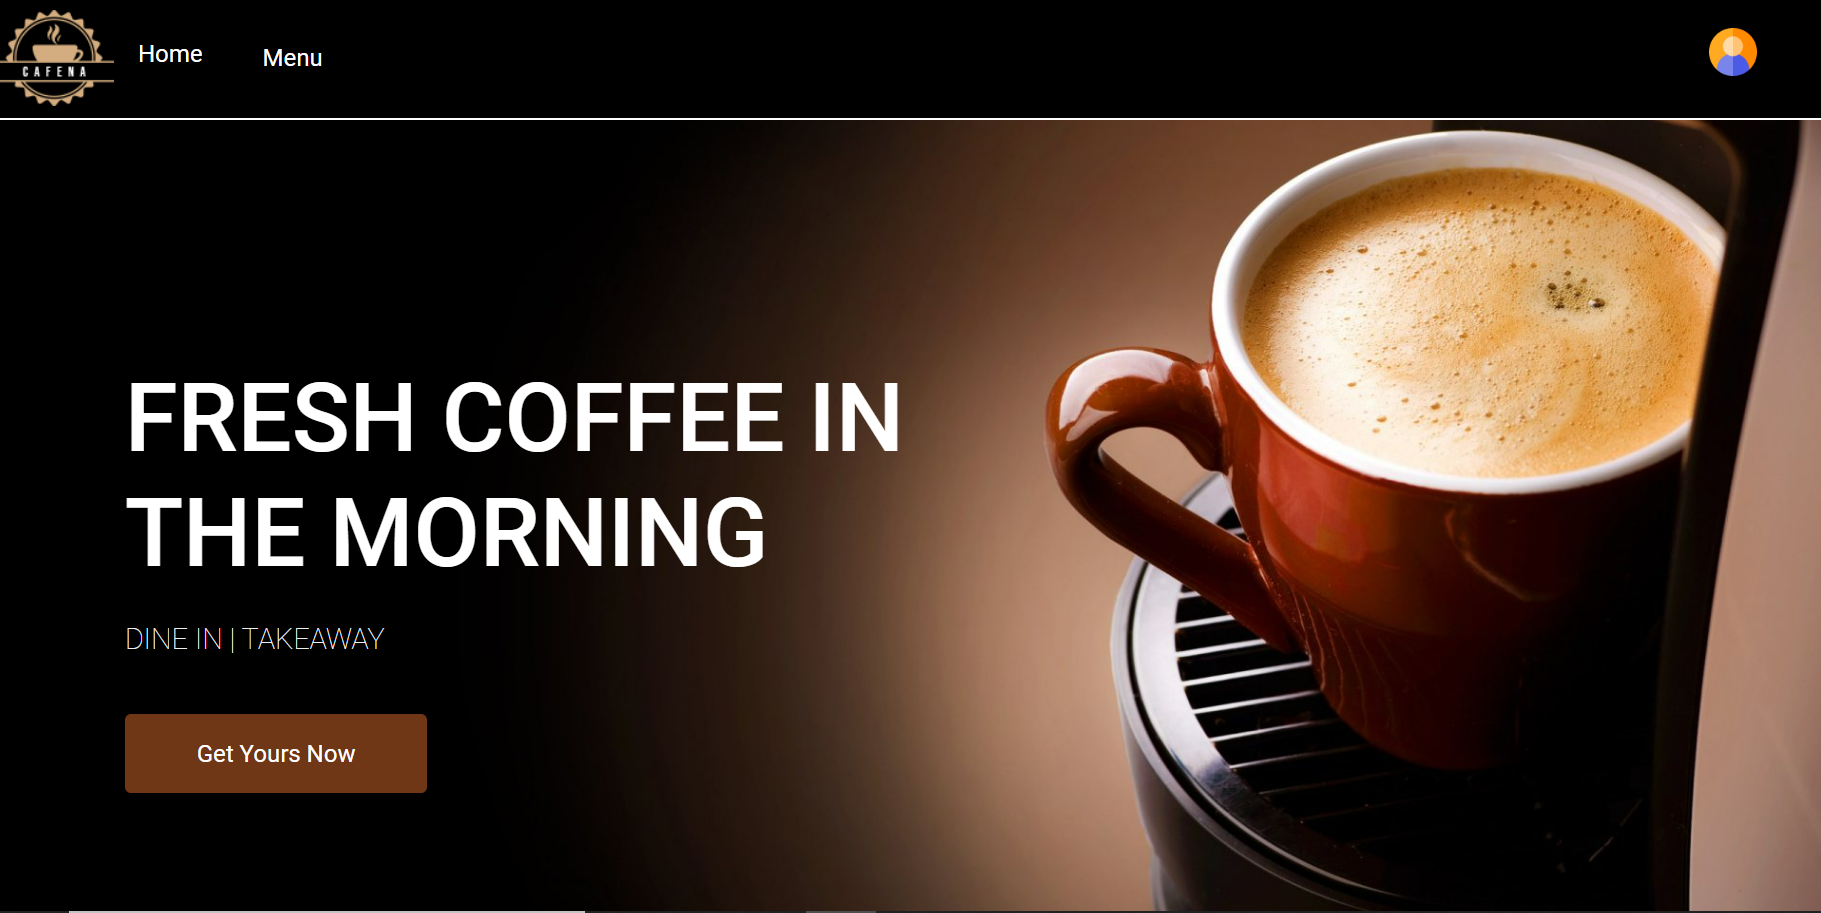 CAFENA
Home
Menu
FRESH COFFEE IN
THE MORNING
DINE IN | TAKEAWAY
Get Yours Now